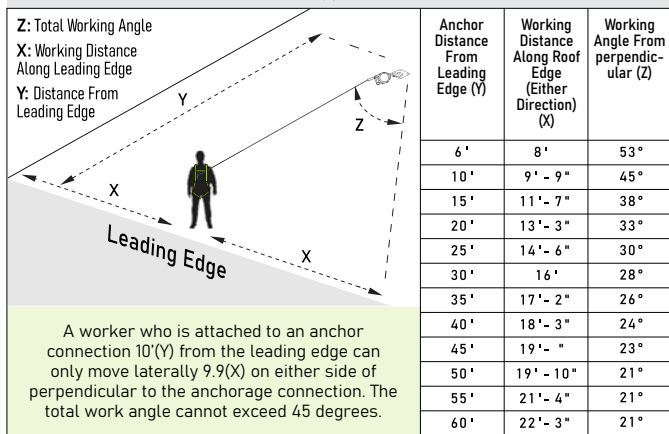 Z: Total Working Angle
X: Working Distance
Along Leading Edge
Y: Distance From
Leading Edge
Y
Z
X
X
Leading Edge
A worker who is attached to an anchor
connection 10'(Y) from the leading edge can
only move laterally 9.9(X) on either side of
perpendicular to the anchorage connection. The
total work angle cannot exceed 45 degrees.
Anchor
Distance
From
Leading
Edge (Y)
Working
Distance
Along Roof
Edge
(Either
Direction)
(X)
Working
Angle From
perpendic-
ular (Z)
6' 8' 53°
10' 9'- 9" 45°
15' 11'- 7" 38°
20' 13'- 3" 33°
25' 14'- 6" 30°
30' 16' 28°
35' 17'- 2" 26°
40' 18'- 3" 24°
45' 19'- " 23°
50' 19'-10" 21°
55' 21'- 4" 21°
60' 22'- 3" 21°